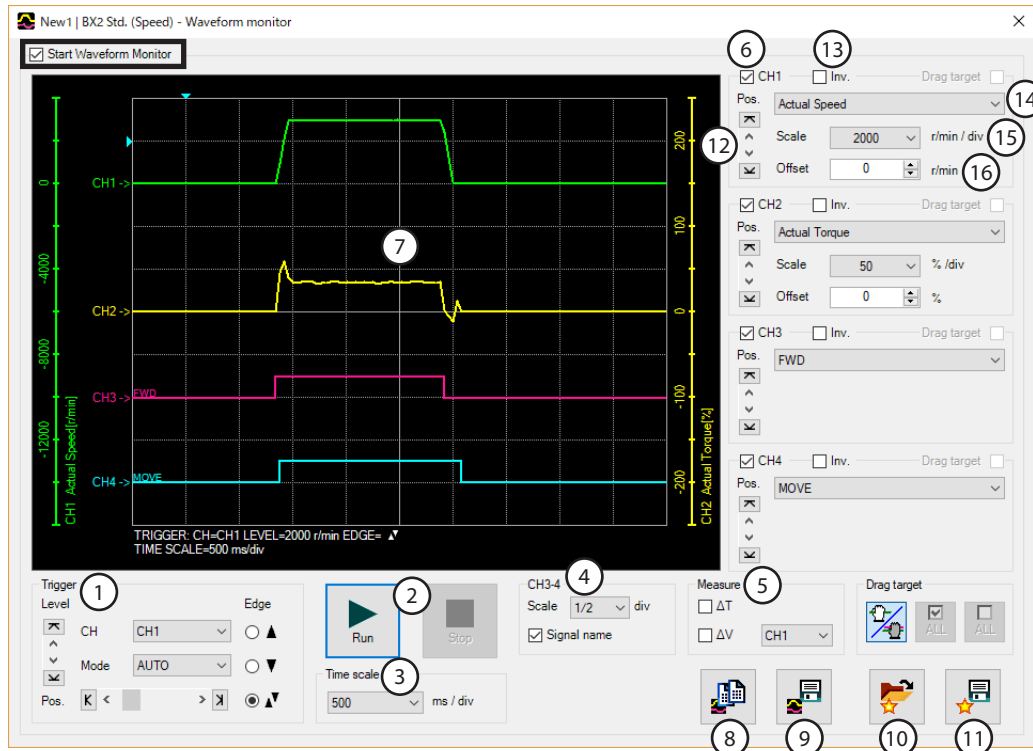 New1 | BX2 Std. (Speed) - Waveform monitor
Start Waveform Monitor
6 13
CH1 Inv. Drag target
Pos. Actual Speed 14
12 Scale 2000 r/min / div 15
Offset 0 r/min 16
CH2 Inv. Drag target
Pos. Actual Torque
Scale 50 % /div
Offset 0 %
CH3 Inv. Drag target
Pos. FWD
CH4 Inv. Drag target
Pos. MOVE
0 -4000 -8000 -12000
CH1 Actual Speed[r/min]
CH1 ->
7
CH2 ->
CH3 -> FWD
CH4 -> MOVE
200 100 0 -100 -200
CH2 Actual Torque[%]
TRIGGER: CH=CH1 LEVEL=2000 r/min EDGE=
TIME SCALE=500 ms/div
Trigger 1
Level Edge
CH CH1
Mode AUTO
Pos.
2
Run Stop
Time scale 3
500 ms / div
CH3-4 4
Scale 1/2 div
Signal name
Measure 5
ΔT
ΔV CH1
Drag target
ALL ALL
8 9 10 11